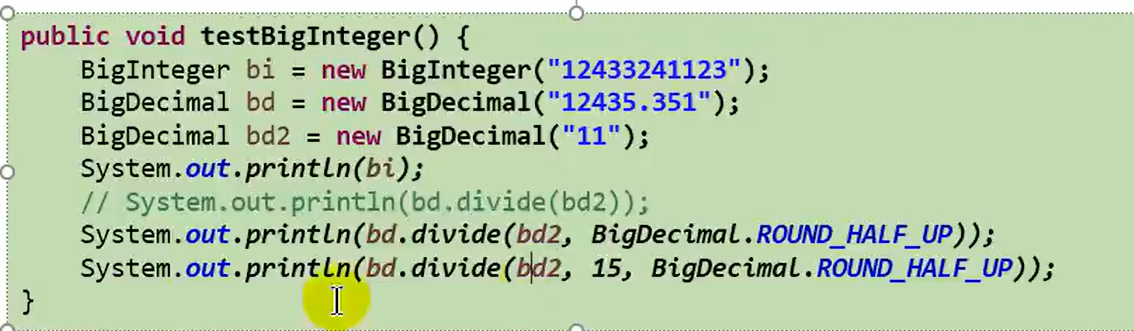 public void testBigInteger() {
BigInteger bi = new BigInteger("12433241123");
BigDecimal bd = new BigDecimal("12435.351");
BigDecimal bd2 = new BigDecimal("11");
System.out.println(bi);
// System.out.println(bd.divide(bd2));
System.out.println(bd.divide(bd2, BigDecimal.ROUND_HALF_UP));
System.out.println(bd.divide(bd2, 15, BigDecimal.ROUND_HALF_UP));
}